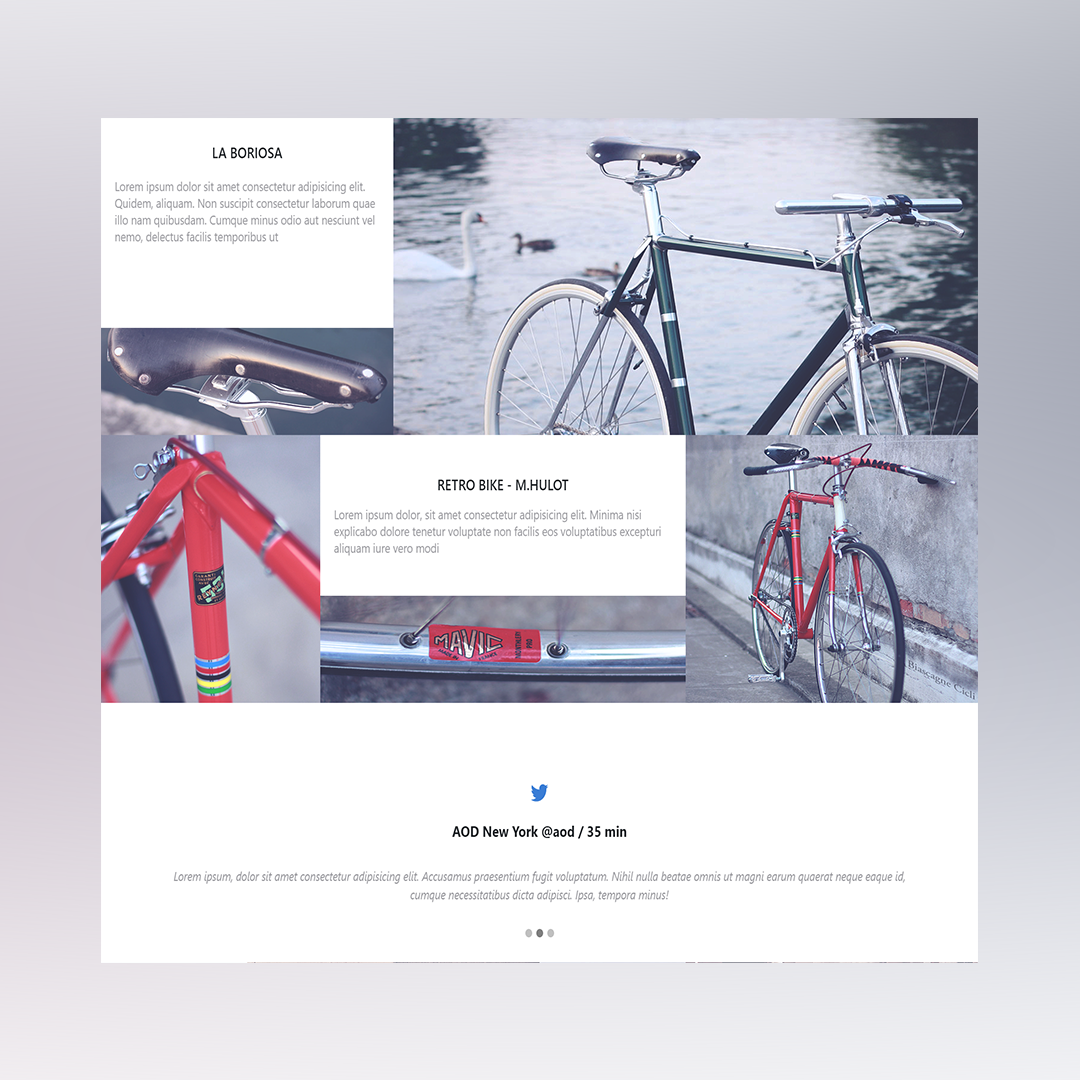 LA BORIOSA
Lorem ipsum dolor sit amet consectetur adipisicing elit.
Quidem, aliquam. Non suscipit consectetur laborum quae
illo nam quibusdam. Cumque minus odio aut nesciunt vel
nemo, delectus facilis temporibus ut
RETRO BIKE - M.HULOT
Lorem ipsum dolor, sit amet consectetur adipisicing elit. Minima nisi
explicabo dolore tenetur voluptate non facilis eos voluptatibus excepturi
aliquam iure vero modi
MAVIC
Biascagne Cicli
AOD New York @aod / 35 min
Lorem ipsum, dolor sit amet consectetur adipisicing elit. Accusamus praesentium fugit voluptatum. Nihil nulla beatae omnis ut magni earum quaerat neque eaque id,
cumque necessitatibus dicta adipisci. Ipsa, tempora minus!